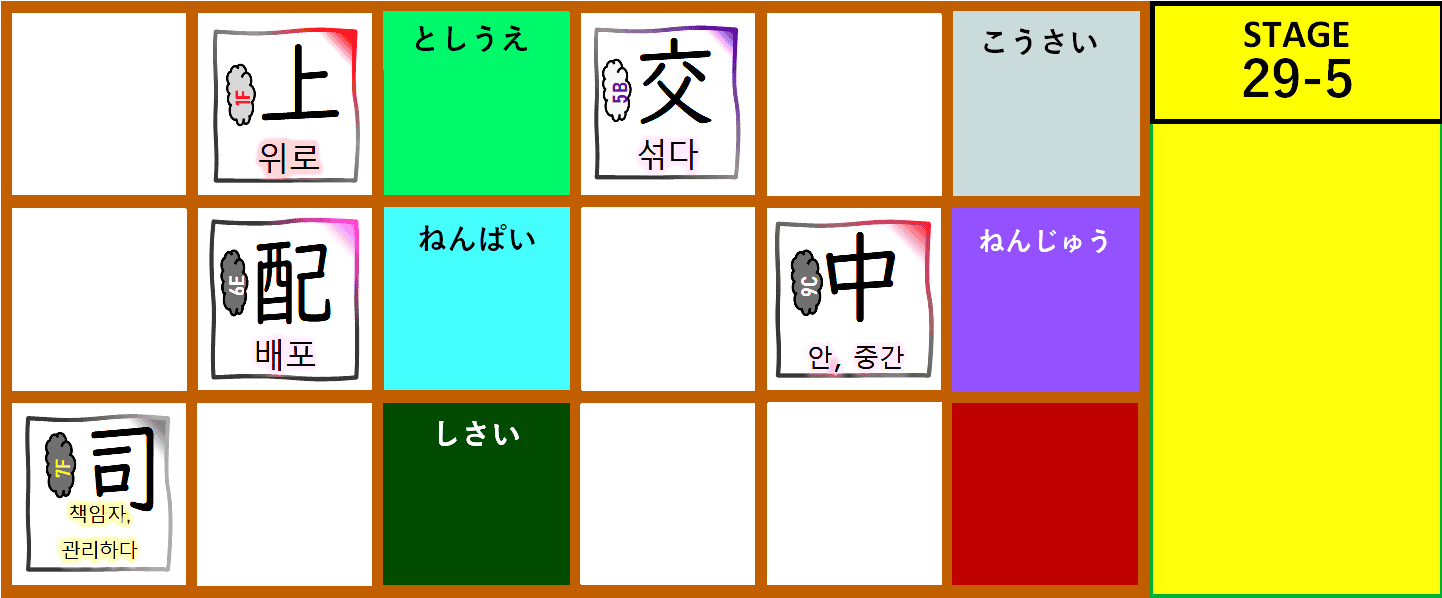 1F
上
위로
としうえ
5B
交
섞다
こうさい
STAGE
29-5
6E
配
배포
ねんぱい
9C
中
안, 중간
ねんじゅう
7F
司
책임자,
관리하다
しさい